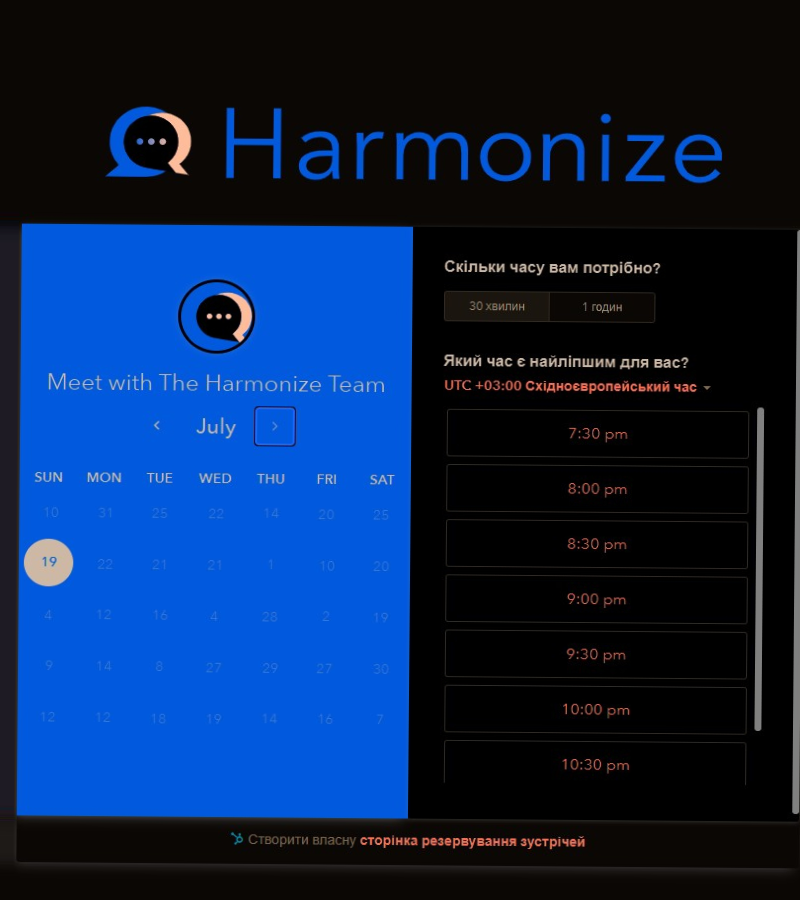 Harmonize
Meet with The Harmonize Team
July
SUN MON TUE WED THU FRI SAT
10 31 25 22 14 20 25
19 22 21 21 1 10 20
4 12 16 4 28 2 19
9 14 8 27 29 27 30
12 12 18 19 14 16 7
Скільки часу вам потрібно?
30 хвилин 1 годин
Який час є найліпшим для вас?
UTC +03:00 Східноєвропейський час
7:30 pm
8:00 pm
8:30 pm
9:00 pm
9:30 pm
10:00 pm
10:30 pm
Створити власну сторінка резервування зустрічей